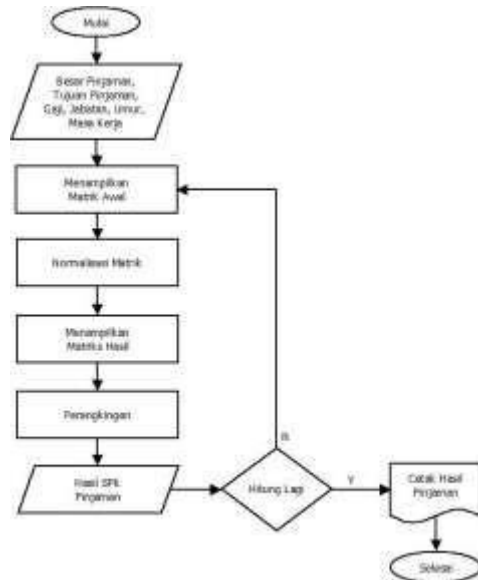 Mulai
Besar Pinjaman,
Tujuan Pinjaman,
Gaji, Jabatan, Umur,
Masa Kerja
Menampilkan
Matrik Awal
Normalisasi Matrik
Menampilkan
Matriks Hasil
Perengkingan
Hasil SPK
Pinjaman
Hitung Lagi
Y
Cetak Hasil
Pinjaman
Selesai